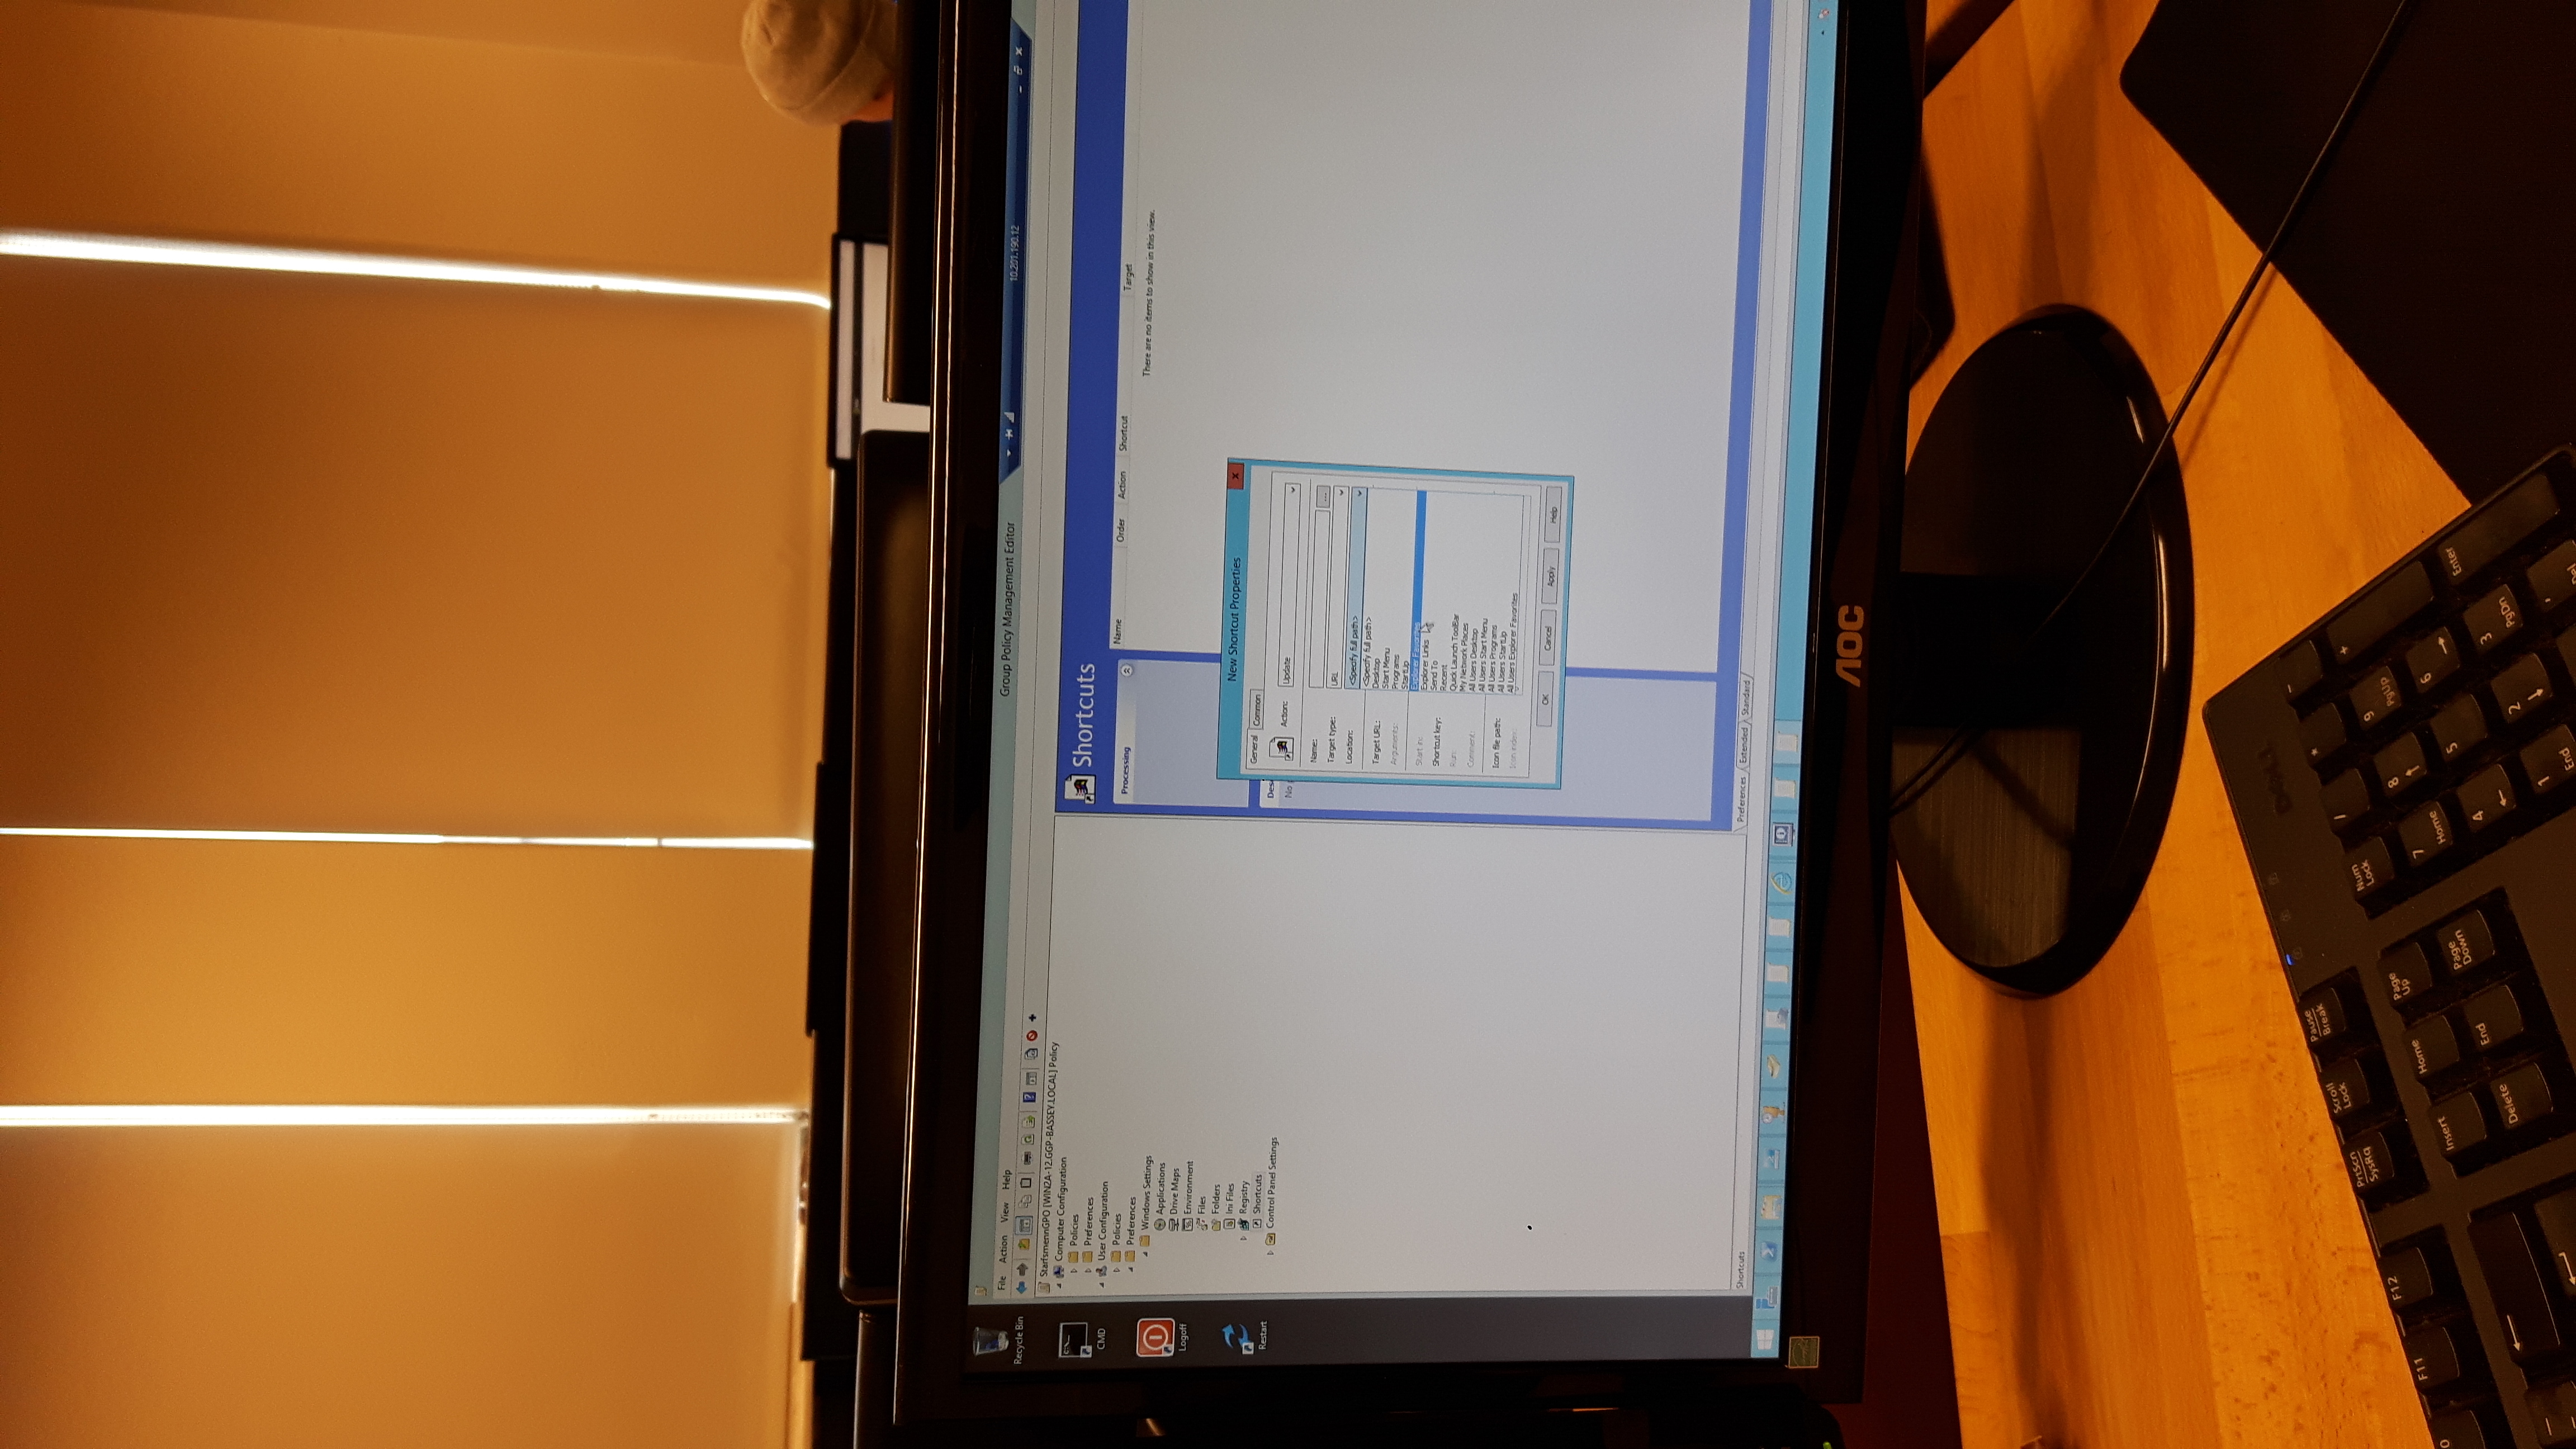 Recycle Bin
CMD
Logoff
Restart
Group Policy Management Editor
10.201.190.12
File Action View Help
StarfsmennGPO [WIN2A-12.GGP-BASSEY.LOCAL] Policy
Computer Configuration
Policies
Preferences
User Configuration
Policies
Preferences
Windows Settings
Applications
Drive Maps
Environment
Files
Folders
Ini Files
Registry
Shortcuts
Control Panel Settings
Shortcuts
Processing
Name Order Action Shortcut Target
There are no items to show in this view.
Des
No
New Shortcut Properties
General Common
Action: Update
Name: ...
Target type: URL
Location: <Specify full path>
<Specify full path>
Desktop
Start Menu
Programs
StartUp
Explorer Favorites
Explorer Links
Send To
Recent
Quick Launch ToolBar
My Network Places
All Users Desktop
All Users Start Menu
All Users Programs
All Users StartUp
All Users Explorer Favorites
Target URL:
Arguments:
Start in:
Shortcut key:
Run:
Comment:
Icon file path:
Icon index:
OK Cancel Apply Help
Shortcuts
Preferences Extended Standard
AOC
DELL
F11
F12
PrtScn
SysRq
Scroll
Lock
Pause
Break
Insert
Home
Page
Up
Delete
End
Page
Down
Num
Lock
/
*
-
7
Home
8
9
PgUp
+
4
5
6
1
End
2
3
PgDn
Enter
Del